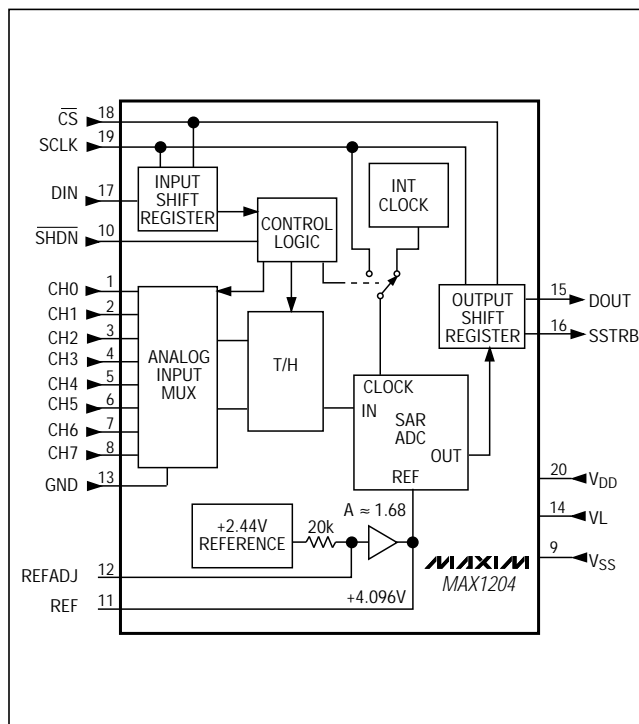 CS 18
SCLK 19
DIN 17
SHDN 10
INPUT
SHIFT
REGISTER
CONTROL
LOGIC
INT
CLOCK
CH0 1
CH1 2
CH2 3
CH3 4
CH4 5
CH5 6
CH6 7
CH7 8
GND 13
ANALOG
INPUT
MUX
T/H
CLOCK
IN
SAR
ADC
OUT
REF
OUTPUT
SHIFT
REGISTER
15 DOUT
16 SSTRB
20 VDD
14 VL
9 VSS
+2.44V
REFERENCE
20k
A ≈ 1.68
REFADJ 12
REF 11
+4.096V
MAXIM
MAX1204